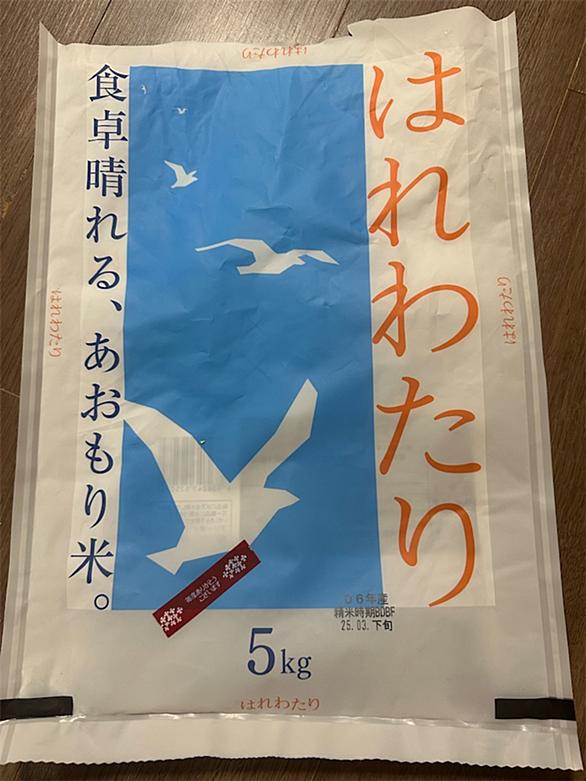 はれわたり
はれわたり
食卓晴れる、あおもり米。
はれわたり
はれわたり
06年産
精米時期BDBF
25.03.下旬
5kg
はれわたり